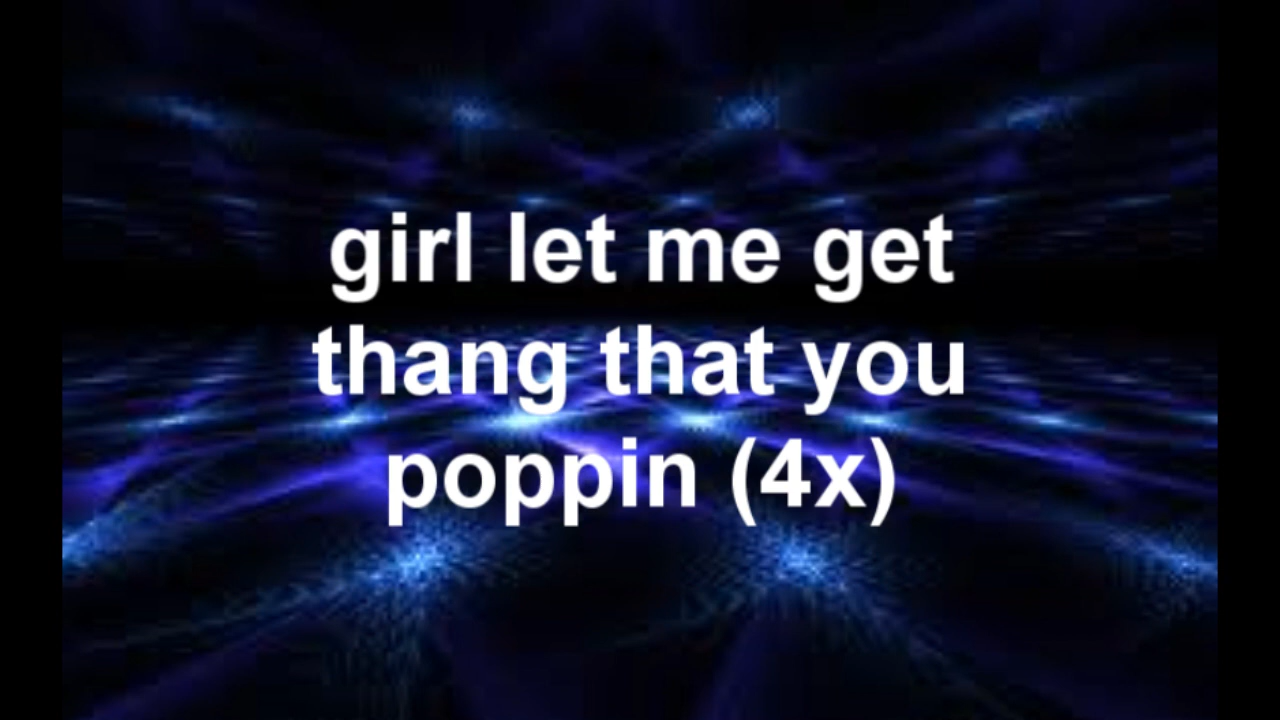 girl let me get
thang that you
poppin (4x)